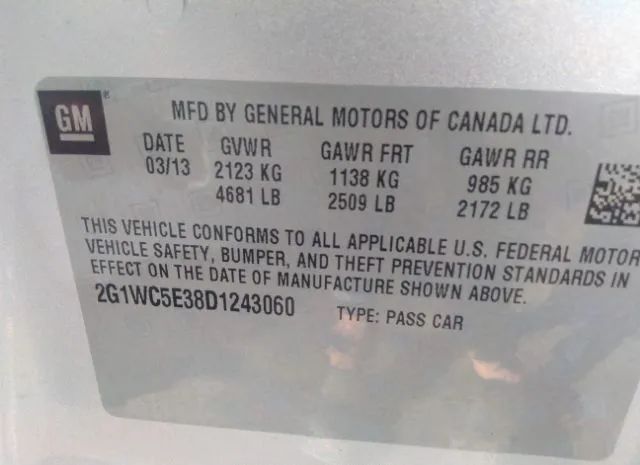 GM®
MFD BY GENERAL MOTORS OF CANADA LTD.
DATE GVWR GAWR FRT GAWR RR
03/13 2123 KG 1138 KG 985 KG
4681 LB 2509 LB 2172 LB
THIS VEHICLE CONFORMS TO ALL APPLICABLE U.S. FEDERAL MOTOR
VEHICLE SAFETY, BUMPER, AND THEFT PREVENTION STANDARDS IN
EFFECT ON THE DATE OF MANUFACTURE SHOWN ABOVE.
2G1WC5E38D1243060 TYPE: PASS CAR